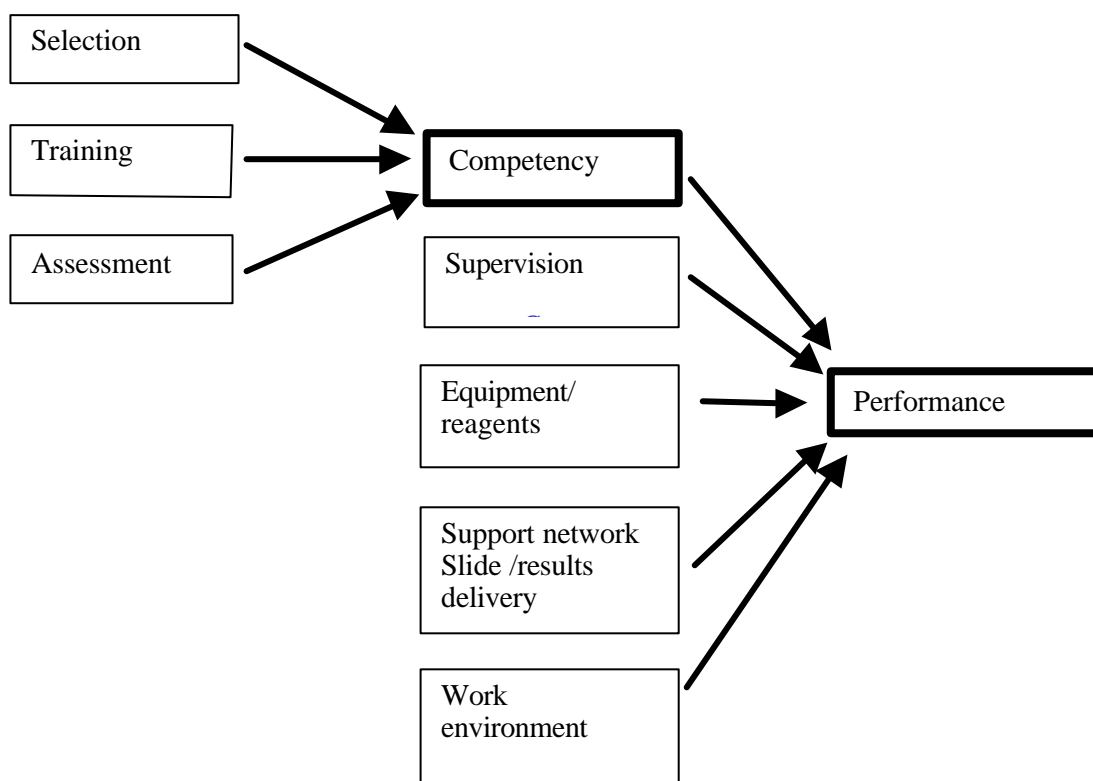 Selection
Training
Assessment
Competency
Supervision
Equipment/
reagents
Support network
Slide /results
delivery
Work
environment
Performance